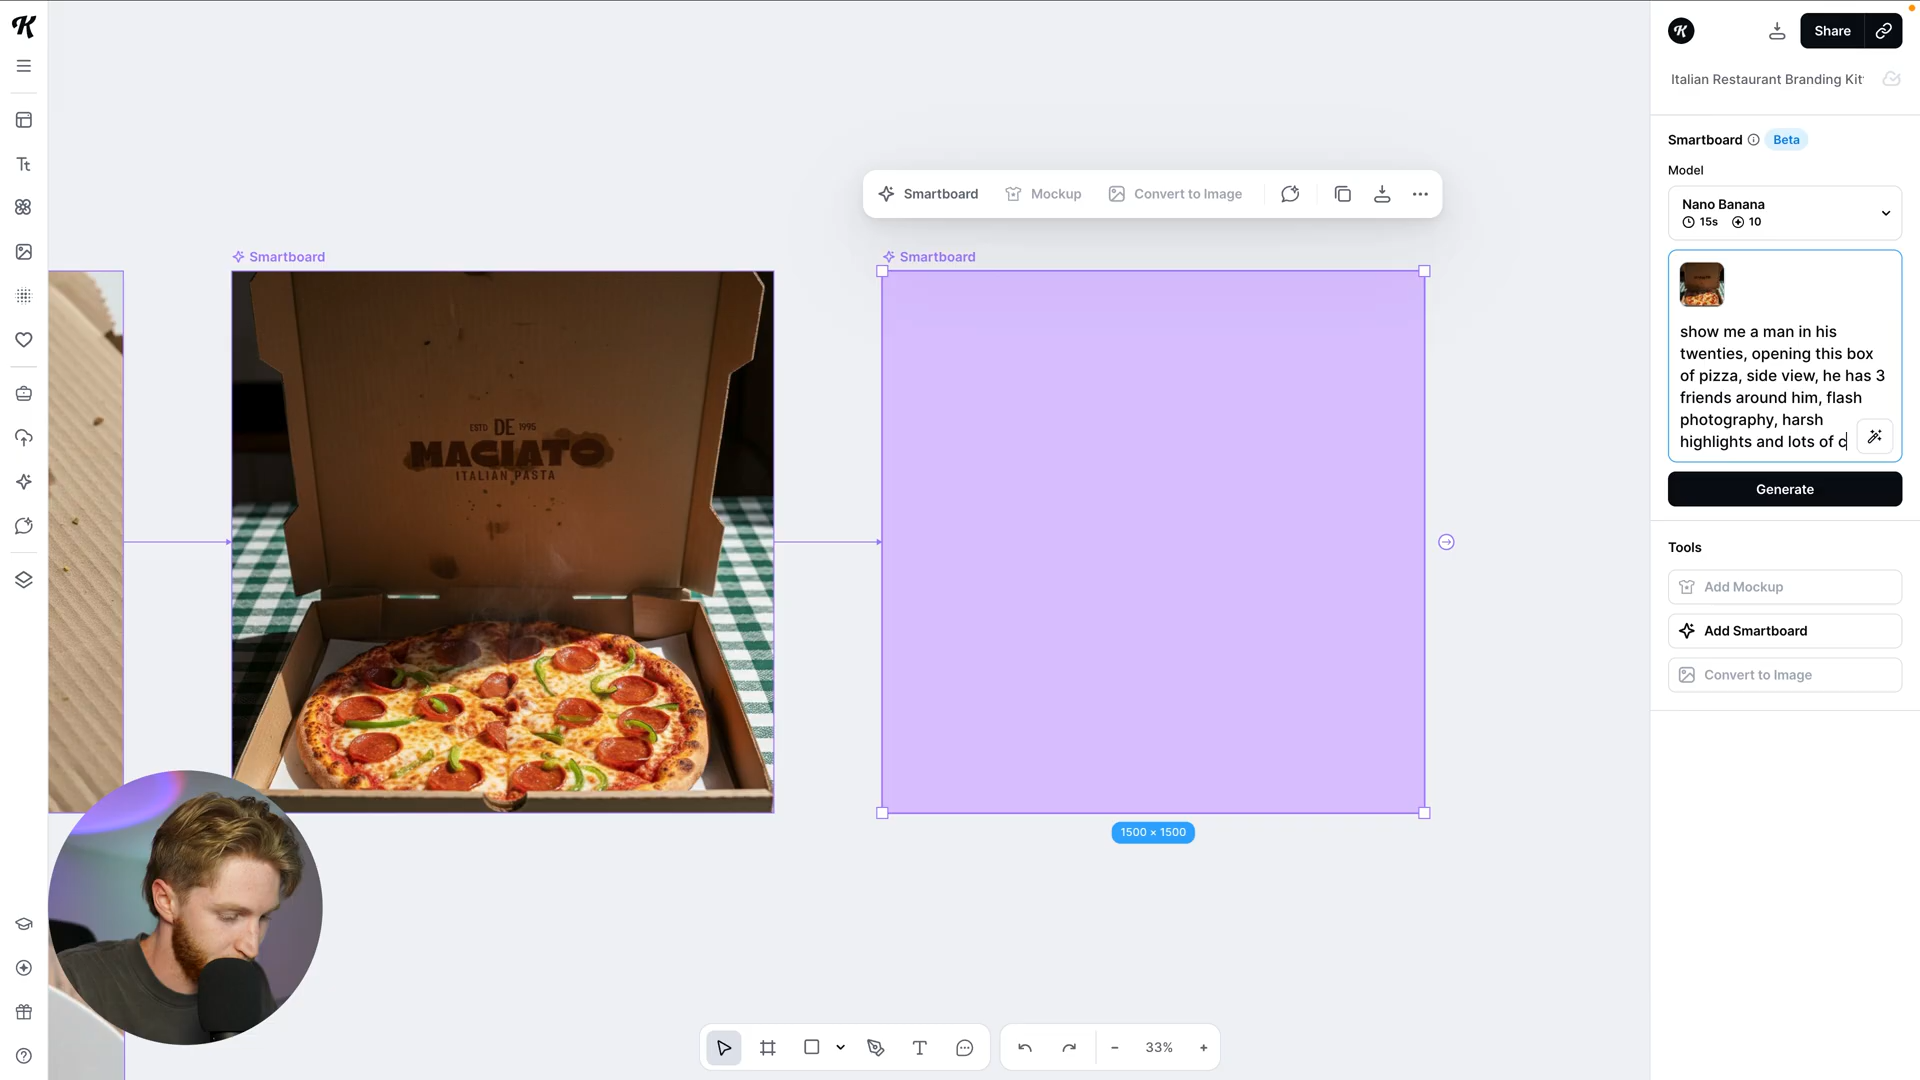 K
Share
Italian Restaurant Branding Kit
Smartboard
Beta
Model
Nano Banana
15s
10
show me a man in his
twenties, opening this box
of pizza, side view, he has 3
friends around him, flash
photography, harsh
highlights and lots of c
Generate
Tools
Add Mockup
Add Smartboard
Convert to Image
Smartboard
Mockup
Convert to Image
Smartboard
Smartboard
ESTD DE 1995
MACIATO
ITALIAN PASTA
1500 × 1500
Tt
T
33%